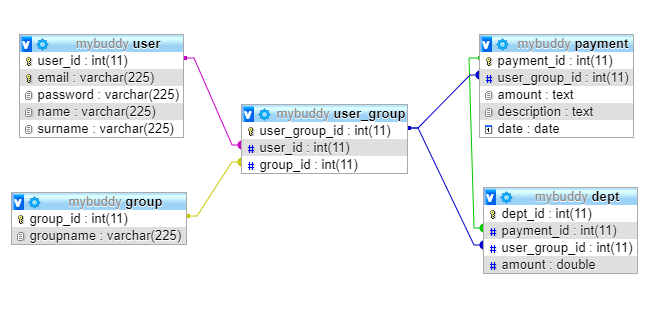 mybuddy user
user_id : int(11)
email : varchar(225)
password : varchar(225)
name : varchar(225)
surname : varchar(225)
mybuddy group
group_id : int(11)
groupname : varchar(225)
mybuddy user_group
user_group_id : int(11)
user_id : int(11)
group_id : int(11)
mybuddy payment
payment_id : int(11)
user_group_id : int(11)
amount : text
description : text
date : date
mybuddy dept
dept_id : int(11)
payment_id : int(11)
user_group_id : int(11)
amount : double